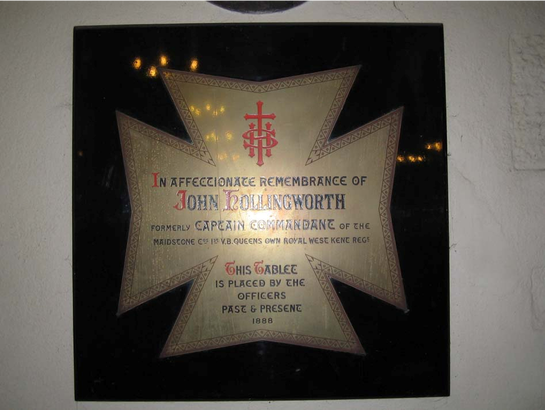 IHS
IN AFFECTIONATE REMEMBRANCE OF
JOHN HOLLINGWORTH
FORMERLY CAPTAIN COMMANDANT OF THE
MAIDSTONE Cos 1st V.B. QUEENS OWN ROYAL WEST KENT REGt
THIS TABLET
IS PLACED BY THE
OFFICERS
PAST & PRESENT
1888